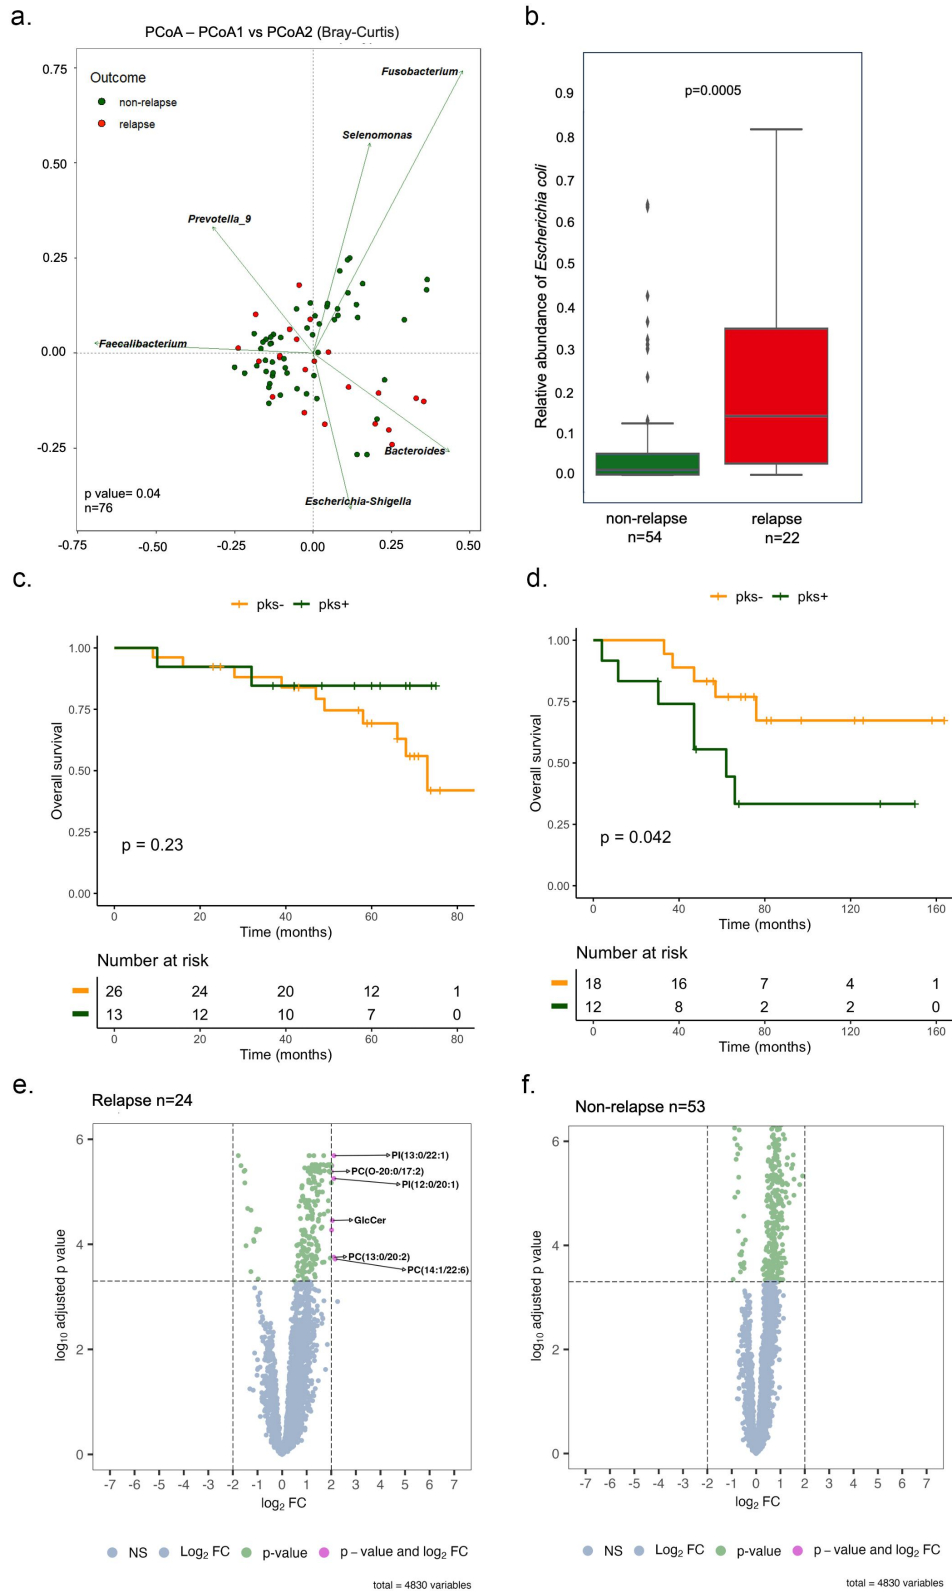 a.
PCoA – PCoA1 vs PCoA2 (Bray-Curtis)
0.75
0.50
0.25
0.00
-0.25
Outcome
non-relapse
relapse
Fusobacterium
Selenomonas
Prevotella_9
Faecalibacterium
Bacteroides
Escherichia-Shigella
p value= 0.04
n=76
-0.75 -0.50 -0.25 0.00 0.25 0.50
b.
Relative abundance of Escherichia coli
0.9
0.8
0.7
0.6
0.5
0.4
0.3
0.2
0.1
0.0
p=0.0005
non-relapse relapse
n=54 n=22
c.
pks- pks+
Overall survival
1.00
0.75
0.50
0.25
0.00
p = 0.23
0 20 40 60 80
Time (months)
Number at risk
26 24 20 12 1
13 12 10 7 0
0 20 40 60 80
Time (months)
d.
pks- pks+
Overall survival
1.00
0.75
0.50
0.25
0.00
p = 0.042
0 40 80 120 160
Time (months)
Number at risk
18 16 7 4 1
12 8 2 2 0
0 40 80 120 160
Time (months)
e.
Relapse n=24
log10 adjusted p value
6
4
2
0
PI(13:0/22:1)
PC(O-20:0/17:2)
PI(12:0/20:1)
GlcCer
PC(13:0/20:2)
PC(14:1/22:6)
-7 -6 -5 -4 -3 -2 -1 0 1 2 3 4 5 6 7
log2 FC
NS Log2 FC p-value p – value and log2 FC
total = 4830 variables
f.
Non-relapse n=53
log10 adjusted p value
6
4
2
0
-7 -6 -5 -4 -3 -2 -1 0 1 2 3 4 5 6 7
log2 FC
NS Log2 FC p-value p – value and log2 FC
total = 4830 variables